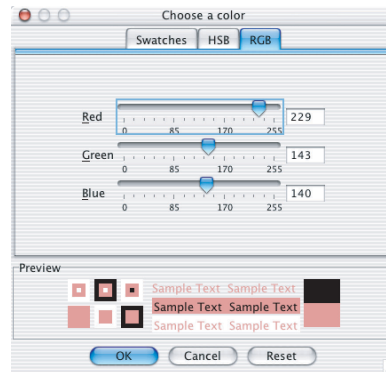 Choose a color
Swatches HSB RGB
Red 229
0 85 170 255
Green 143
0 85 170 255
Blue 140
0 85 170 255
Preview
Sample Text Sample Text
Sample Text Sample Text
Sample Text Sample Text
OK Cancel Reset